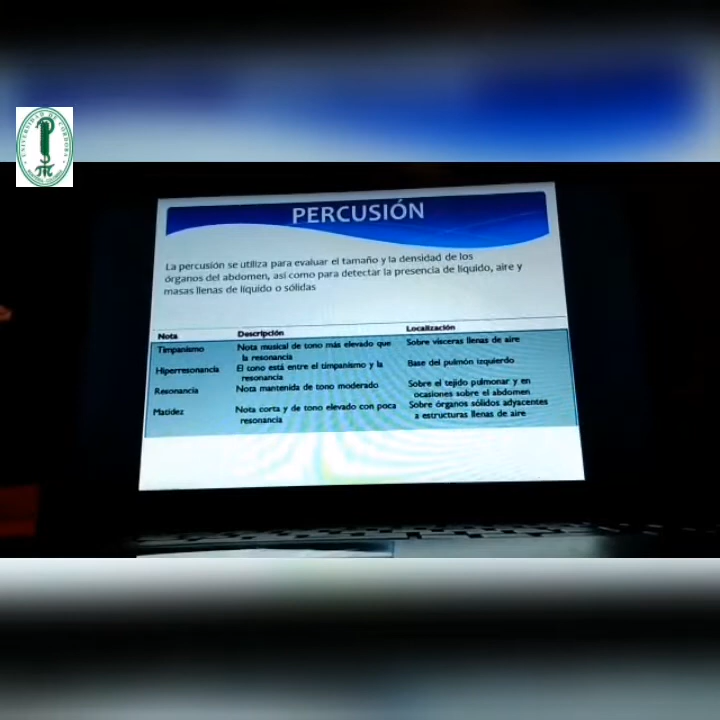 UNIVERSIDAD DE CORDOBA
PERCUSIÓN
La percusión se utiliza para evaluar el tamaño y la densidad de los
órganos del abdomen, así como para detectar la presencia de líquido, aire y
masas llenas de líquido o sólidas
Nota Descripción Localización
Timpanismo Nota musical de tono más elevado que Sobre vísceras llenas de aire
la resonancia
Hiperresonancia El tono está entre el timpanismo y la Base del pulmón izquierdo
resonancia
Resonancia Nota mantenida de tono moderado Sobre el tejido pulmonar y en
ocasiones sobre el abdomen
Matidez Nota corta y de tono elevado con poca Sobre órganos sólidos adyacentes
resonancia a estructuras llenas de aire